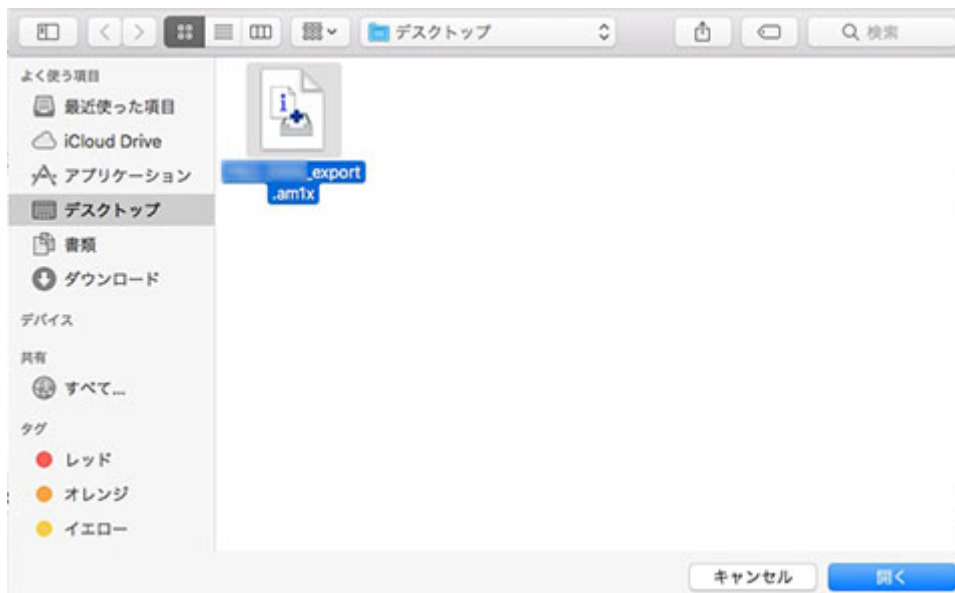 デスクトップ
検索
よく使う項目
最近使った項目
iCloud Drive
アプリケーション
デスクトップ
書類
ダウンロード
デバイス
共有
すべて...
タグ
レッド
オレンジ
イエロー
_export
.am1x
キャンセル
開く